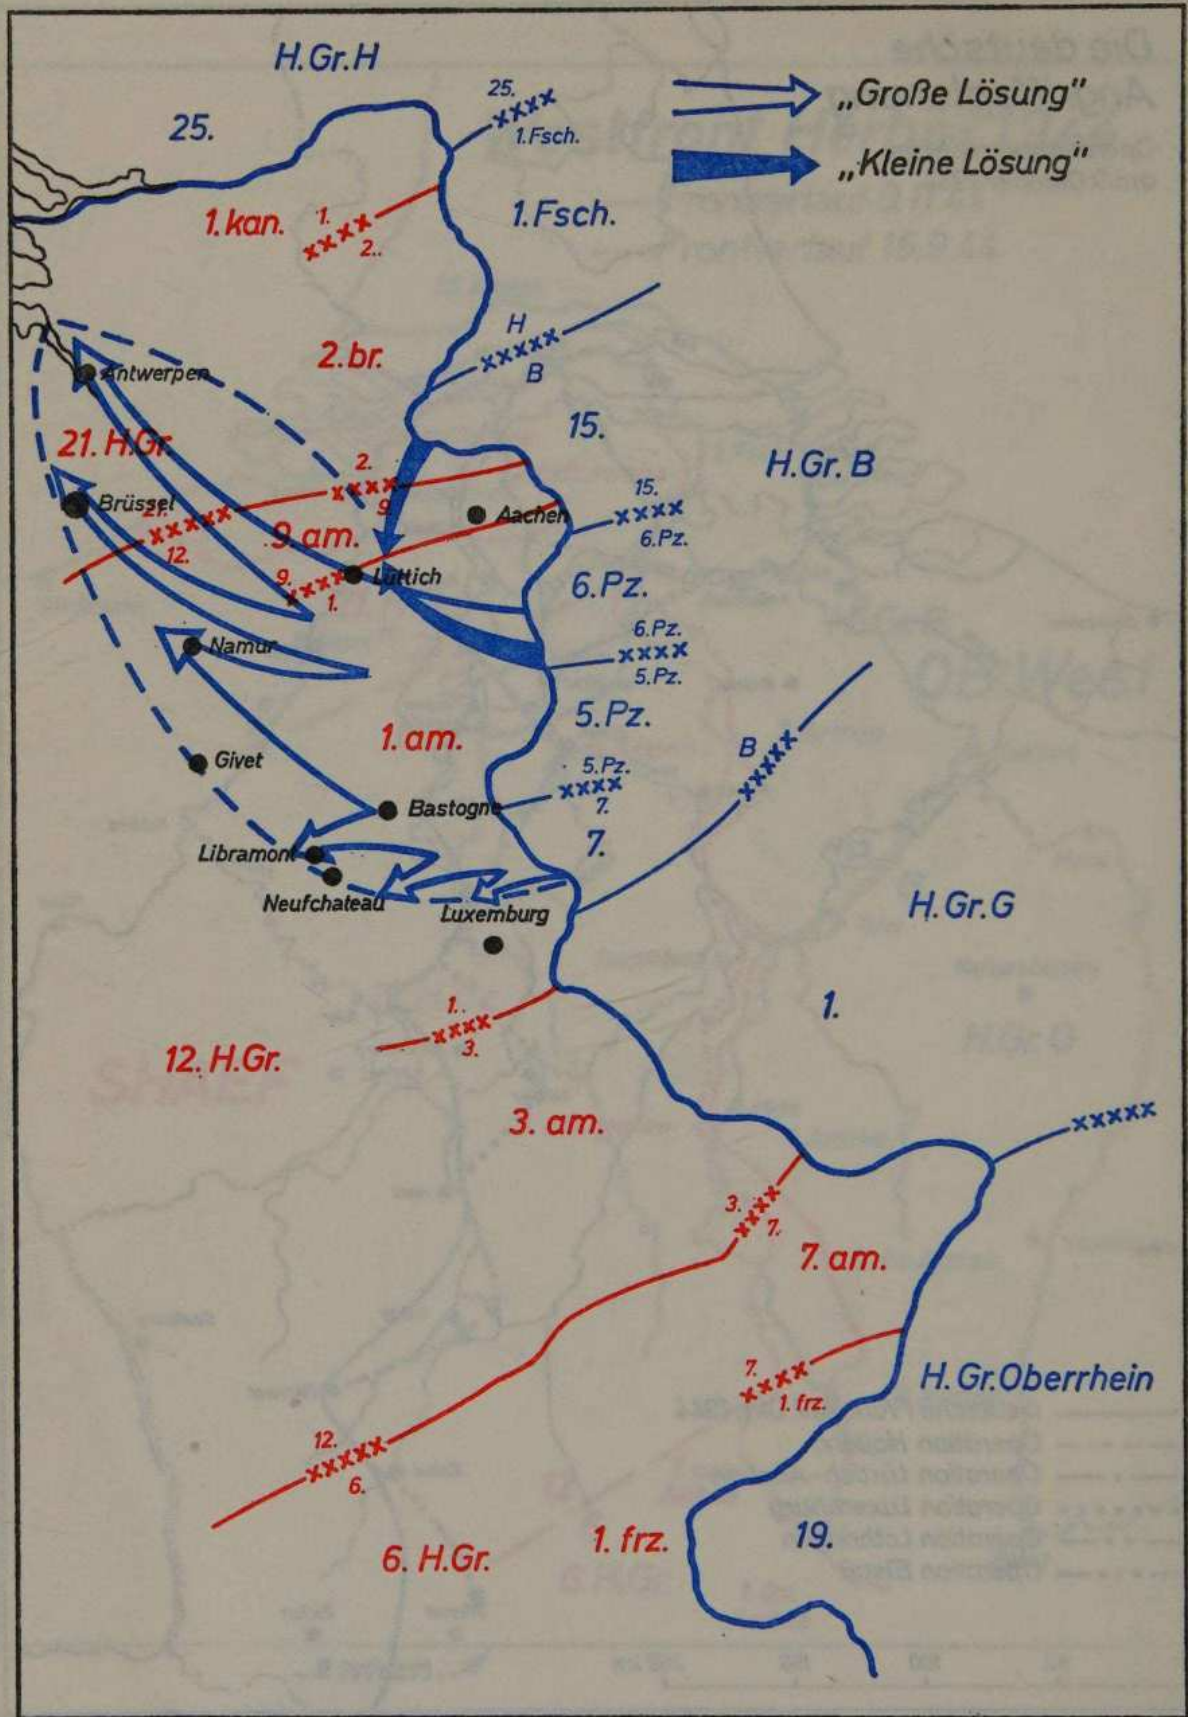 H.Gr.H
25.
25.
1.Fsch.
„Große Lösung"
„Kleine Lösung"
1.kan.
1.
2..
1.Fsch.
H
B
2.br.
Antwerpen
15.
21. H.Gr.
2.
9.
H.Gr. B
Brüssel
21.
12.
Aachen
15.
6.Pz.
9.am.
9.
1.
Lüttich
6.Pz.
6.Pz.
5.Pz.
Namur
5.Pz.
1.am.
B
Givet
5.Pz.
7.
Bastogne
7.
Libramont
Neufchateau
Luxemburg
H.Gr.G
1..
3.
1.
12. H.Gr.
3. am.
3.
7.
7. am.
7.
1. frz.
H.Gr.Oberrhein
12.
6.
6. H.Gr.
1. frz.
19.